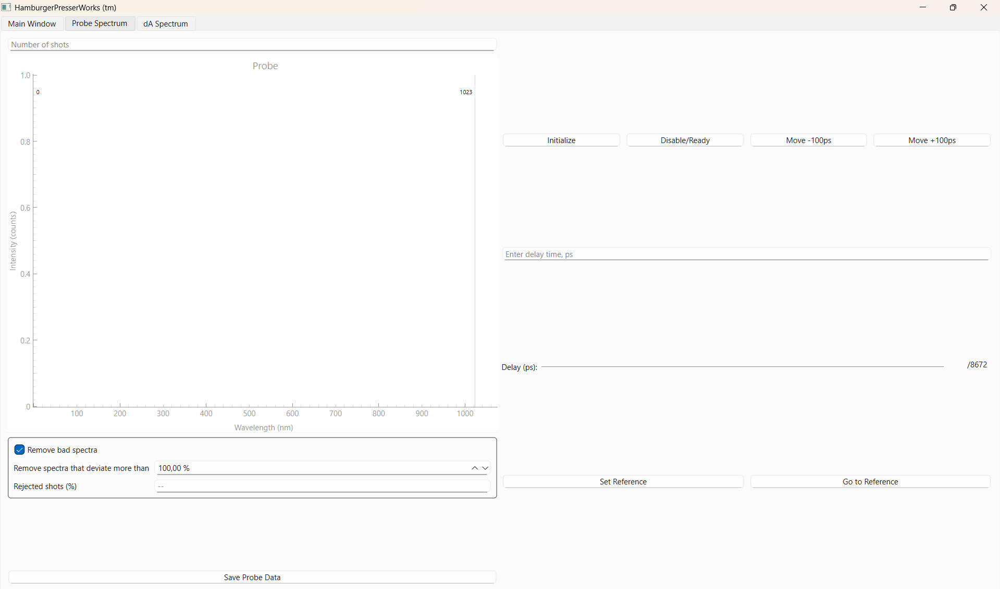 HamburgerPresserWorks (tm)
Main Window Probe Spectrum dA Spectrum
Number of shots
Probe
1.0
0 1023
0.8
0.6
Intensity (counts)
0.4
0.2
0
100 200 300 400 500 600 700 800 900 1000
Wavelength (nm)
Remove bad spectra
Remove spectra that deviate more than 100,00 %
Rejected shots (%) --
Save Probe Data
Initialize Disable/Ready Move -100ps Move +100ps
Enter delay time, ps
Delay (ps): /8672
Set Reference Go to Reference